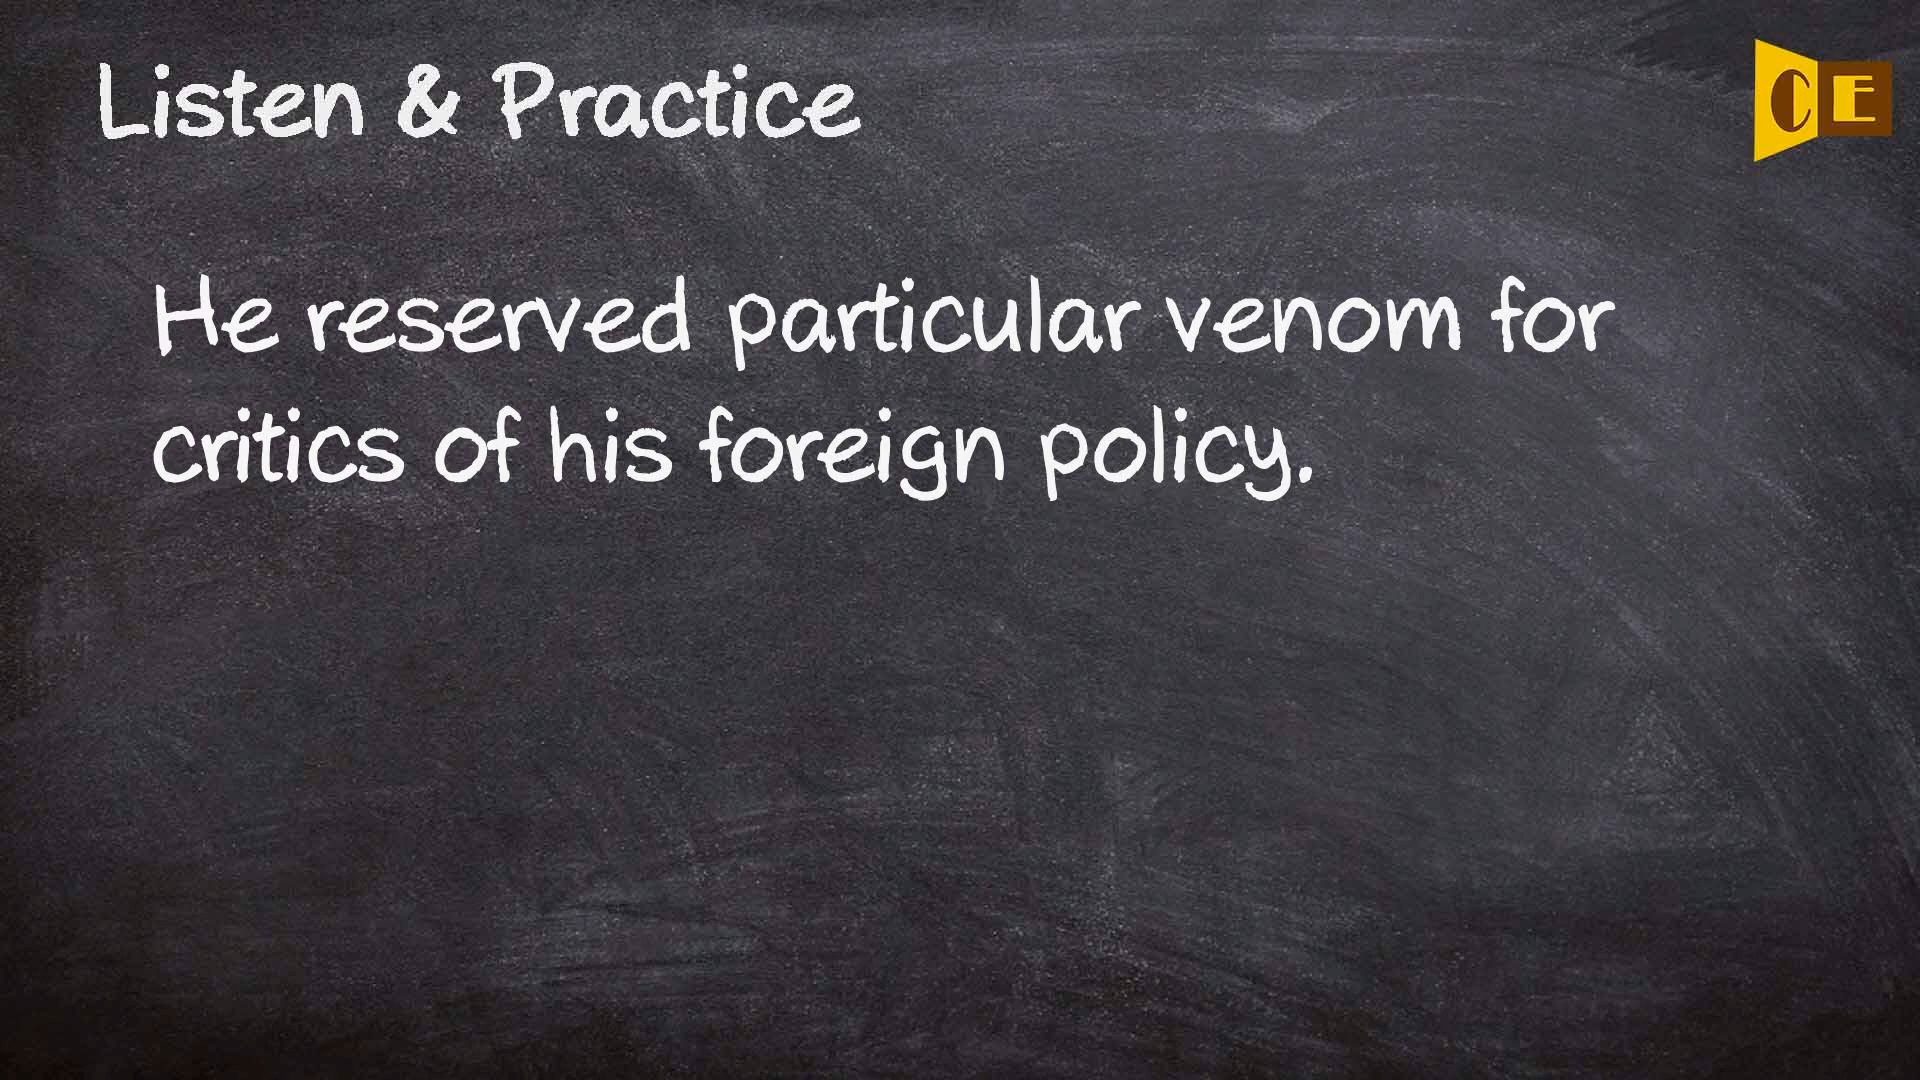 Listen & Practice
CE
He reserved particular venom for
critics of his foreign policy.